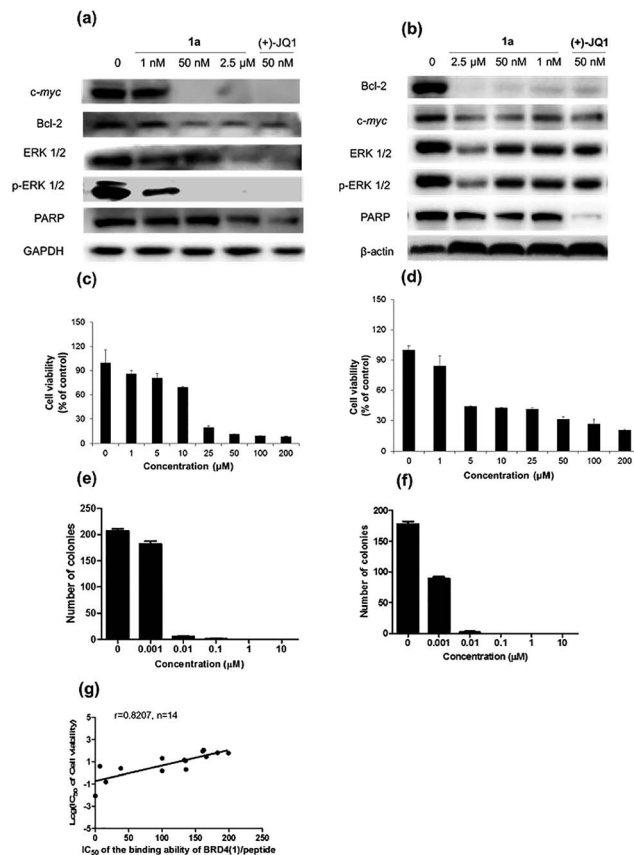 (a)
1a (+)-JQ1
0 1 nM 50 nM 2.5 µM 50 nM
c-myc
Bcl-2
ERK 1/2
p-ERK 1/2
PARP
GAPDH
(b)
1a (+)-JQ1
0 2.5 µM 50 nM 1 nM 50 nM
Bcl-2
c-myc
ERK 1/2
p-ERK 1/2
PARP
β-actin
(c)
Cell viability
(% of control)
150
120
90
60
30
0
0 1 5 10 25 50 100 200
Concentration (µM)
(d)
Cell viability
(% of control)
150
120
90
60
30
0
0 1 5 10 25 50 100 200
Concentration (µM)
(e)
Number of colonies
250
200
150
100
50
0
0 0.001 0.01 0.1 1 10
Concentration (µM)
(f)
Number of colonies
200
150
100
50
0
0 0.001 0.01 0.1 1 10
Concentration (µM)
(g)
r=0.8207, n=14
Log(IC50 of Cell viability)
5
3
1
-1
-3
-5
0 50 100 150 200 250
IC50 of the binding ability of BRD4(1)/peptide